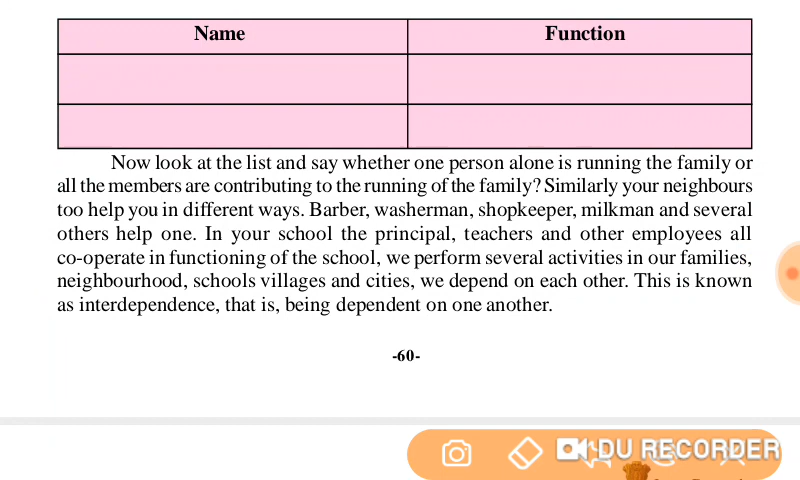 Name Function
Now look at the list and say whether one person alone is running the family or
all the members are contributing to the running of the family? Similarly your neighbours
too help you in different ways. Barber, washerman, shopkeeper, milkman and several
others help one. In your school the principal, teachers and other employees all
co-operate in functioning of the school, we perform several activities in our families,
neighbourhood, schools villages and cities, we depend on each other. This is known
as interdependence, that is, being dependent on one another.
-60-
DU RECORDER